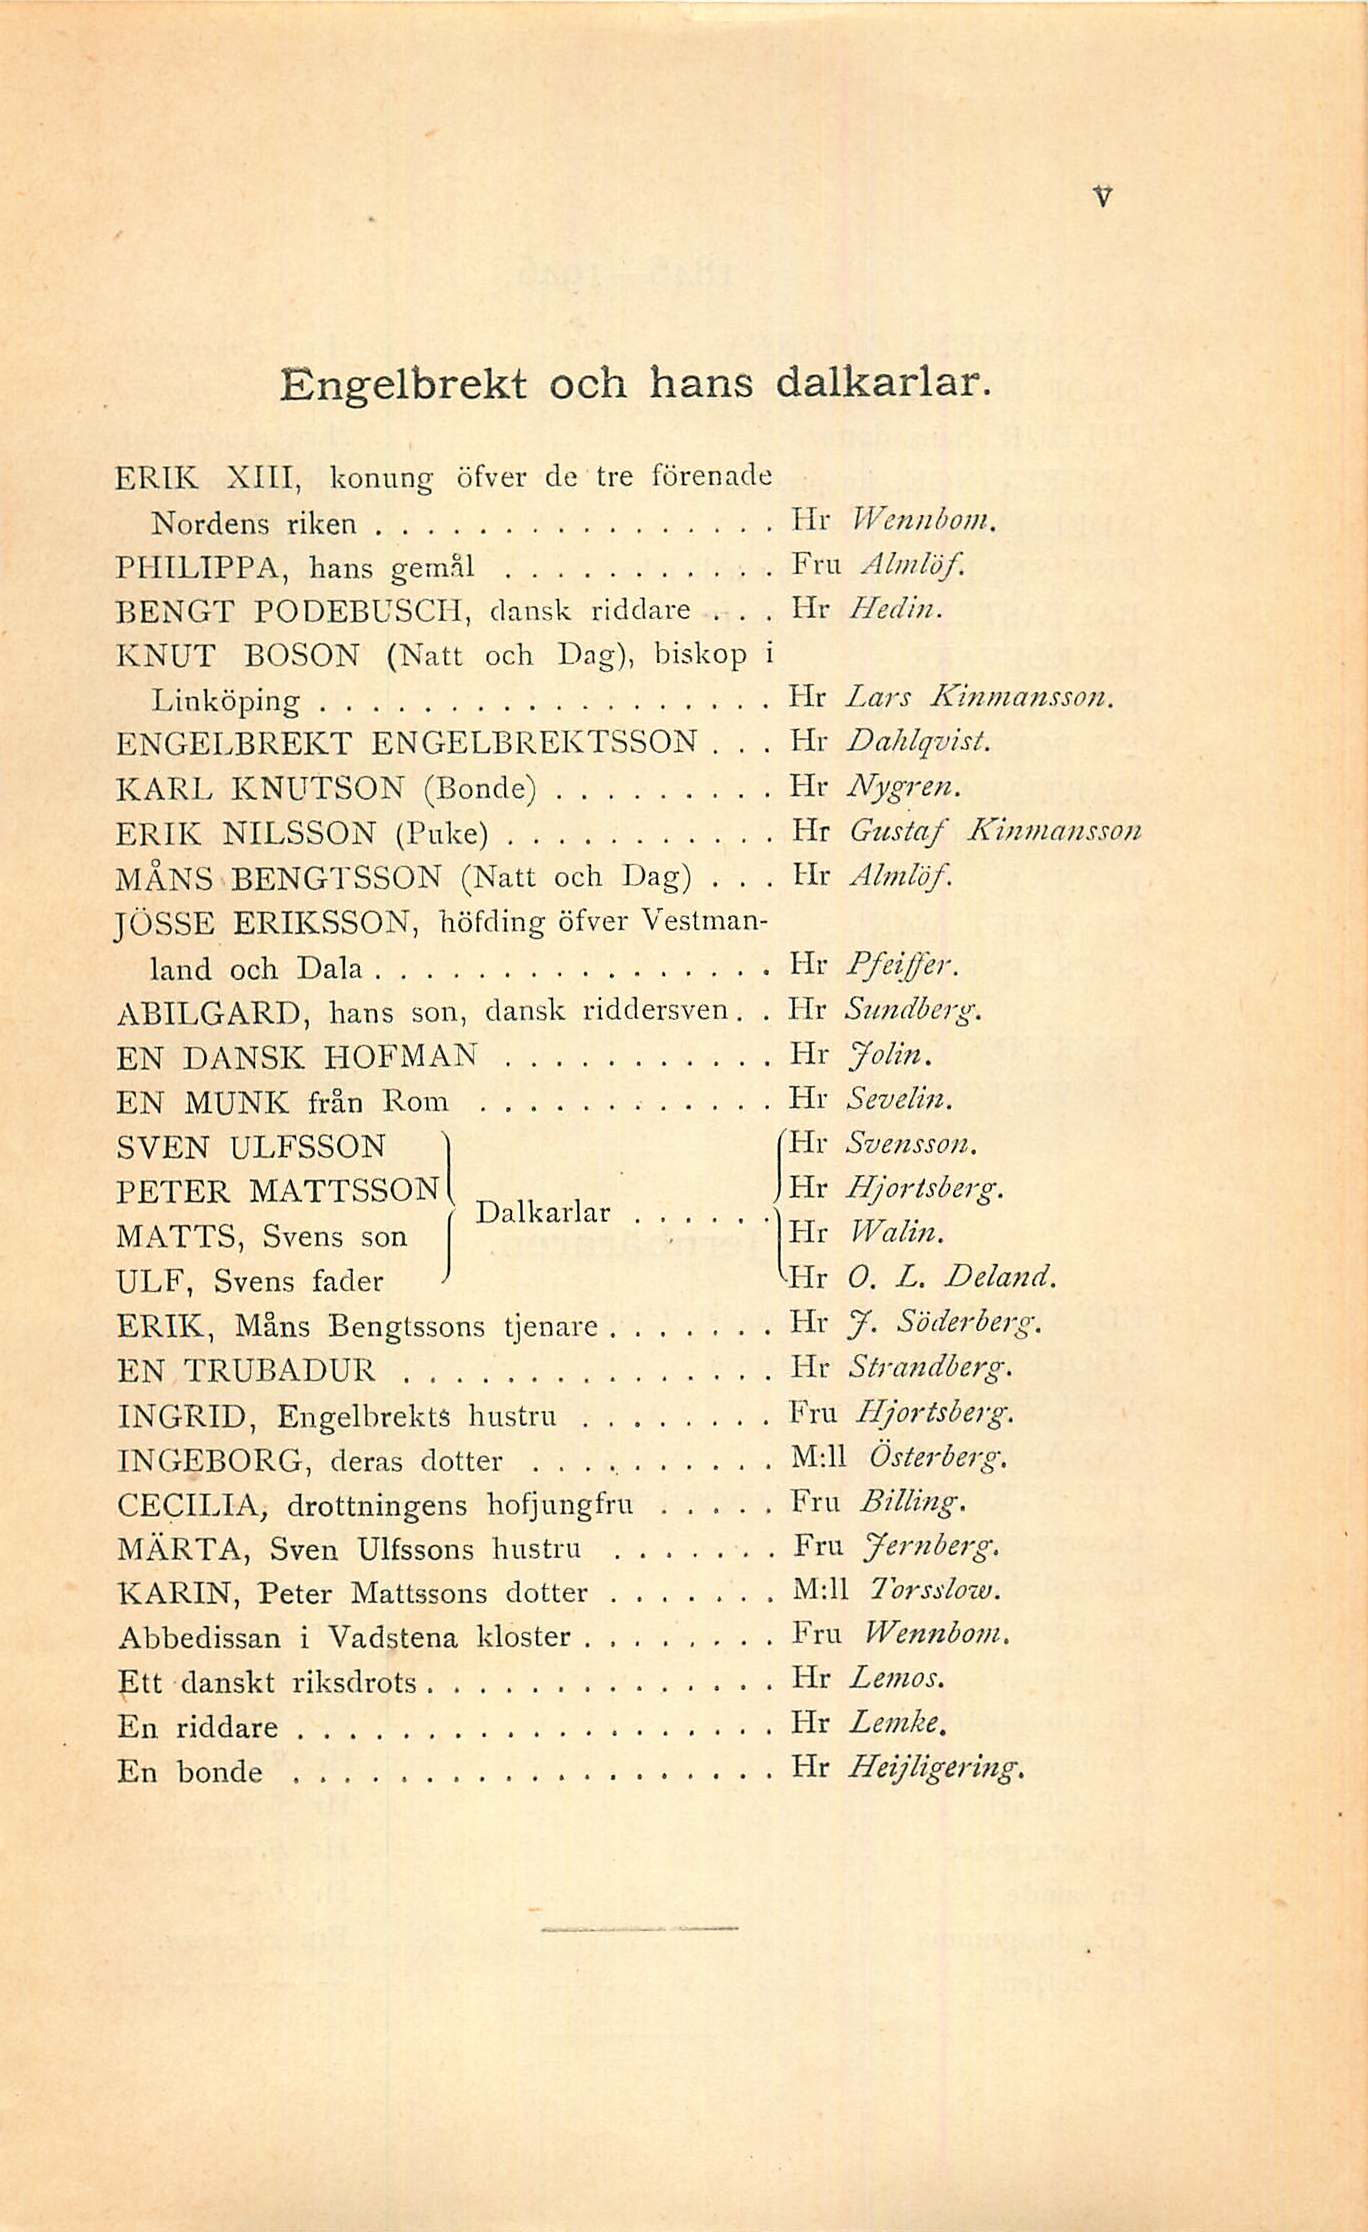 V
Engelbrekt och hans dalkarlar.
ERIK XIII, konung öfver de tre förenade
Nordens riken . . . . . . . . . . . . . . . . Hr Wennbom.
PHILIPPA, hans gemål . . . . . . . . . . . Fru Almlöf.
BENGT PODEBUSCH, dansk riddare . . . Hr Hedin.
KNUT BOSON (Natt och Dag), biskop i
Linköping . . . . . . . . . . . . . . . . . . Hr Lars Kinmansson.
ENGELBREKT ENGELBREKTSSON . . . Hr Dahlqvist.
KARL KNUTSON (Bonde) . . . . . . . . . Hr Nygren.
ERIK NILSSON (Puke) . . . . . . . . . . . Hr Gustaf Kinmansson
MÅNS BENGTSSON (Natt och Dag) . . . Hr Almlöf.
JÖSSE ERIKSSON, höfding öfver Vestman-
land och Dala . . . . . . . . . . . . . . . . Hr Pfeiffer.
ABILGARD, hans son, dansk riddersven . . Hr Sundberg.
EN DANSK HOFMAN . . . . . . . . . . . Hr Jolin.
EN MUNK från Rom . . . . . . . . . . . . Hr Sevelin.
SVEN ULFSSON Hr Svensson.
PETER MATTSSON Hr Hjortsberg.
Dalkarlar . . . . . .
MATTS, Svens son Hr Walin.
ULF, Svens fader Hr O. L. Deland.
ERIK, Måns Bengtssons tjenare . . . . . . . Hr J. Söderberg.
EN TRUBADUR . . . . . . . . . . . . . . . Hr Strandberg.
INGRID, Engelbrekts hustru . . . . . . . . Fru Hjortsberg.
INGEBORG, deras dotter . . . . . . . . . . M:ll Österberg.
CECILIA, drottningens hofjungfru . . . . . Fru Billing.
MÄRTA, Sven Ulfssons hustru . . . . . . . Fru Jernberg.
KARIN, Peter Mattssons dotter . . . . . . . M:ll Torsslow.
Abbedissan i Vadstena kloster . . . . . . . . Fru Wennbom.
Ett danskt riksdrots . . . . . . . . . . . . . . Hr Lemos.
En riddare . . . . . . . . . . . . . . . . . . . Hr Lemke.
En bonde . . . . . . . . . . . . . . . . . . . Hr Heijligering.